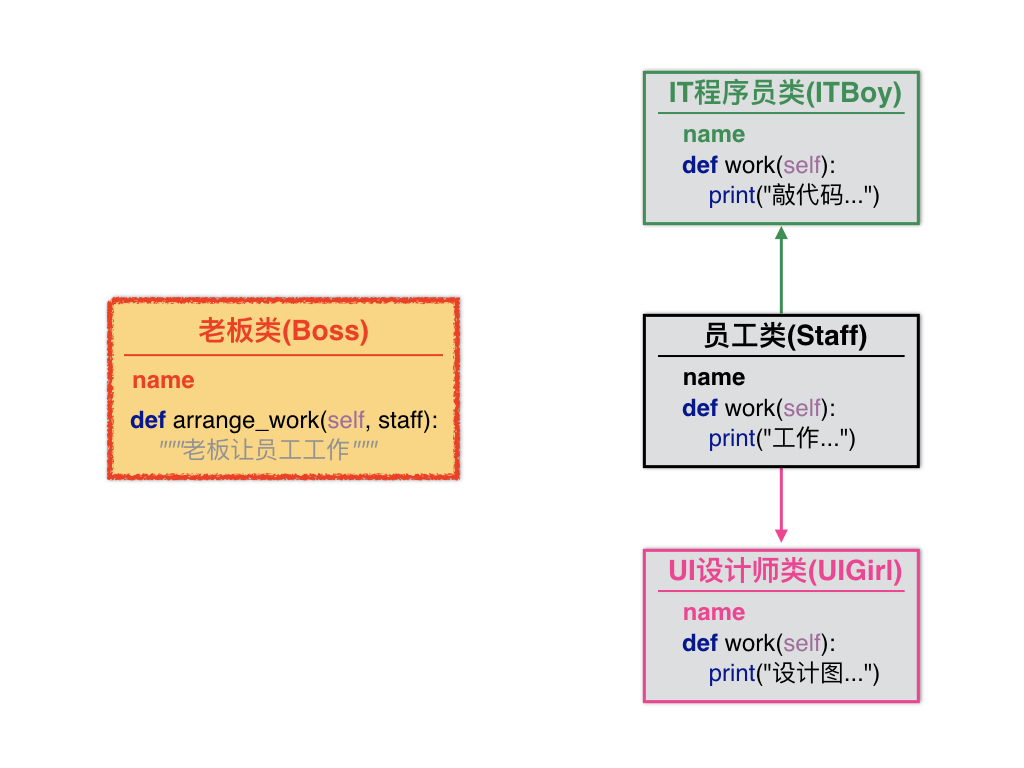 老板类(Boss)
name
def arrange_work(self, staff):
"""老板让员工工作"""
IT程序员类(ITBoy)
name
def work(self):
print("敲代码...")
员工类(Staff)
name
def work(self):
print("工作...")
UI设计师类(UIGirl)
name
def work(self):
print("设计图...")